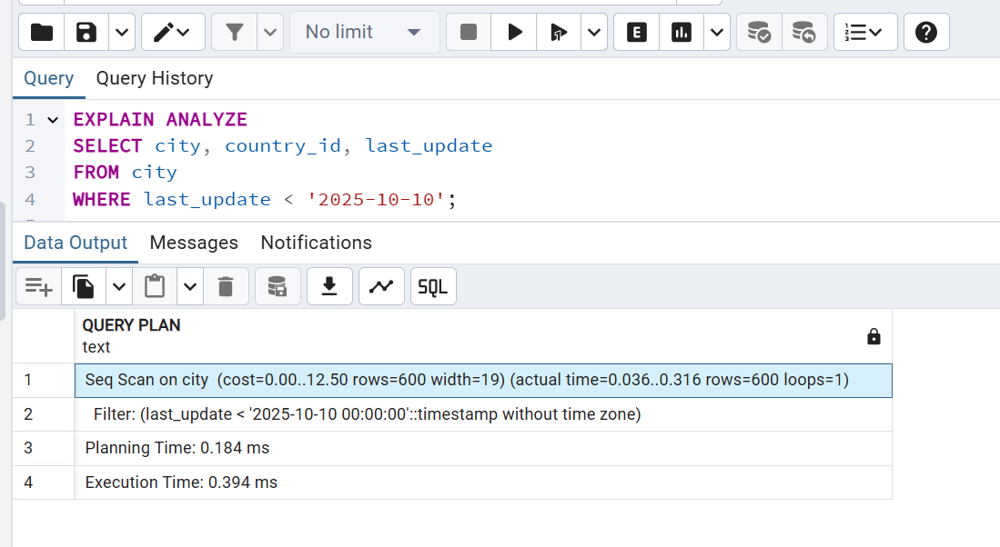 No limit
E
Query Query History
1 EXPLAIN ANALYZE
2 SELECT city, country_id, last_update
3 FROM city
4 WHERE last_update < '2025-10-10';
Data Output Messages Notifications
SQL
QUERY PLAN
text
1 Seq Scan on city (cost=0.00..12.50 rows=600 width=19) (actual time=0.036..0.316 rows=600 loops=1)
2 Filter: (last_update < '2025-10-10 00:00:00'::timestamp without time zone)
3 Planning Time: 0.184 ms
4 Execution Time: 0.394 ms